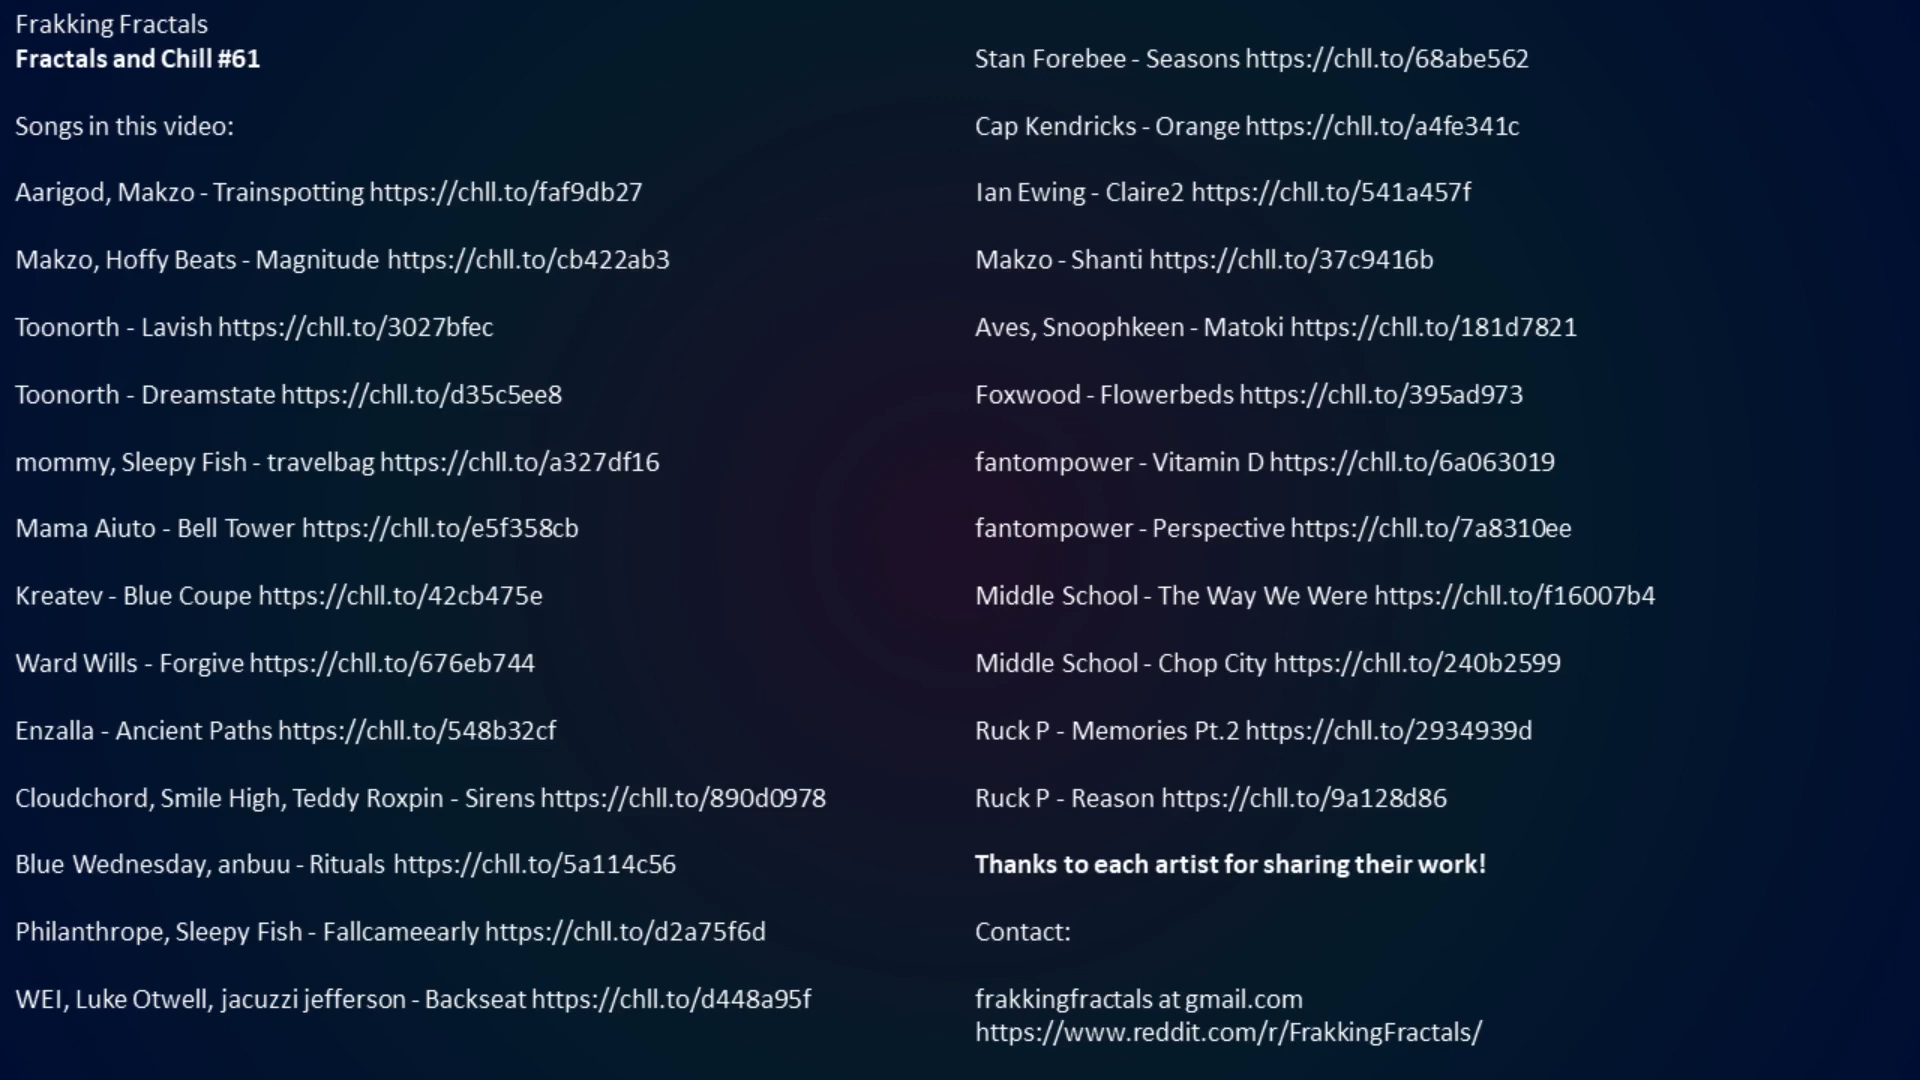 Frakking Fractals
Fractals and Chill #61
Songs in this video:
Aarigod, Makzo - Trainspotting https://chll.to/faf9db27
Makzo, Hoffy Beats - Magnitude https://chll.to/cb422ab3
Toonorth - Lavish https://chll.to/3027bfec
Toonorth - Dreamstate https://chll.to/d35c5ee8
mommy, Sleepy Fish - travelbag https://chll.to/a327df16
Mama Aiuto - Bell Tower https://chll.to/e5f358cb
Kreatev - Blue Coupe https://chll.to/42cb475e
Ward Wills - Forgive https://chll.to/676eb744
Enzalla - Ancient Paths https://chll.to/548b32cf
Cloudchord, Smile High, Teddy Roxpin - Sirens https://chll.to/890d0978
Blue Wednesday, anbuu - Rituals https://chll.to/5a114c56
Philanthrope, Sleepy Fish - Fallcameearly https://chll.to/d2a75f6d
WEI, Luke Otwell, jacuzzi jefferson - Backseat https://chll.to/d448a95f
Stan Forebee - Seasons https://chll.to/68abe562
Cap Kendricks - Orange https://chll.to/a4fe341c
Ian Ewing - Claire2 https://chll.to/541a457f
Makzo - Shanti https://chll.to/37c9416b
Aves, Snoophkeen - Matoki https://chll.to/181d7821
Foxwood - Flowerbeds https://chll.to/395ad973
fantompower - Vitamin D https://chll.to/6a063019
fantompower - Perspective https://chll.to/7a8310ee
Middle School - The Way We Were https://chll.to/f16007b4
Middle School - Chop City https://chll.to/240b2599
Ruck P - Memories Pt.2 https://chll.to/2934939d
Ruck P - Reason https://chll.to/9a128d86
Thanks to each artist for sharing their work!
Contact:
frakkingfractals at gmail.com
https://www.reddit.com/r/FrakkingFractals/